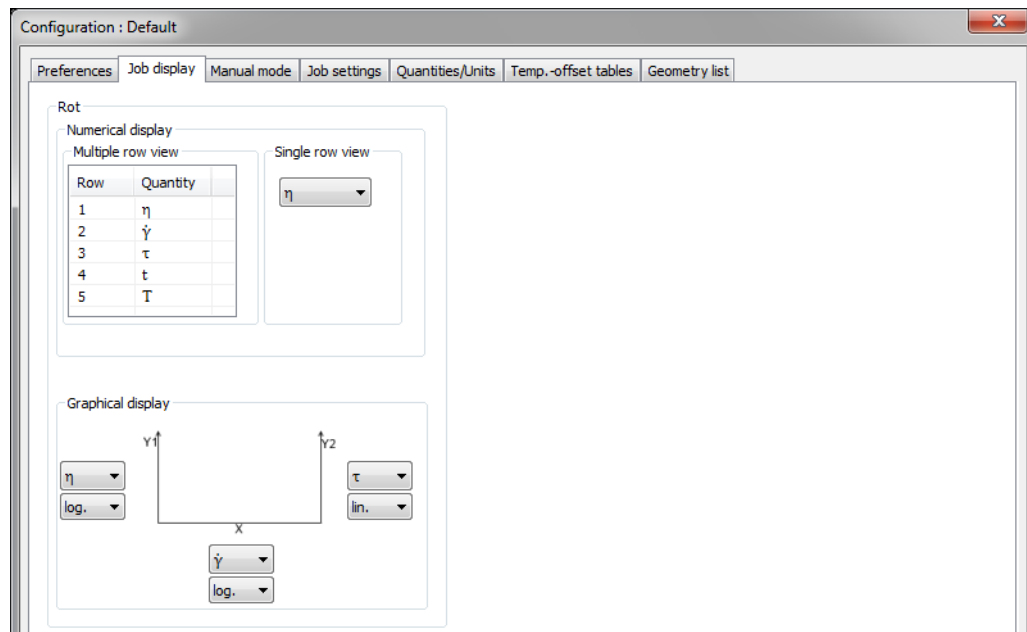 Configuration : Default
x
Preferences Job display Manual mode Job settings Quantities/Units Temp.-offset tables Geometry list
Rot
Numerical display
Multiple row view
Row Quantity
1 η
2 γ̇
3 τ
4 t
5 T
Single row view
η
Graphical display
Y1
Y2
η
log.
τ
lin.
X
γ̇
log.